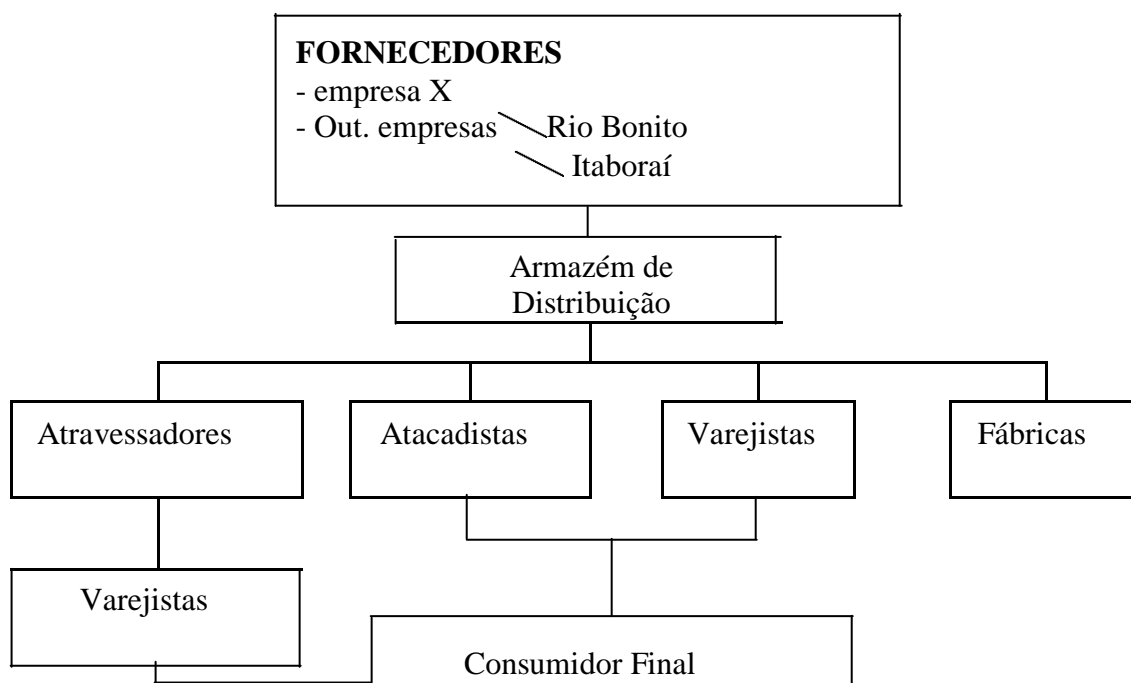 FORNECEDORES
- empresa X
- Out. empresas Rio Bonito
Itaboraí
Armazém de
Distribuição
Atravessadores
Atacadistas
Varejistas
Fábricas
Varejistas
Consumidor Final